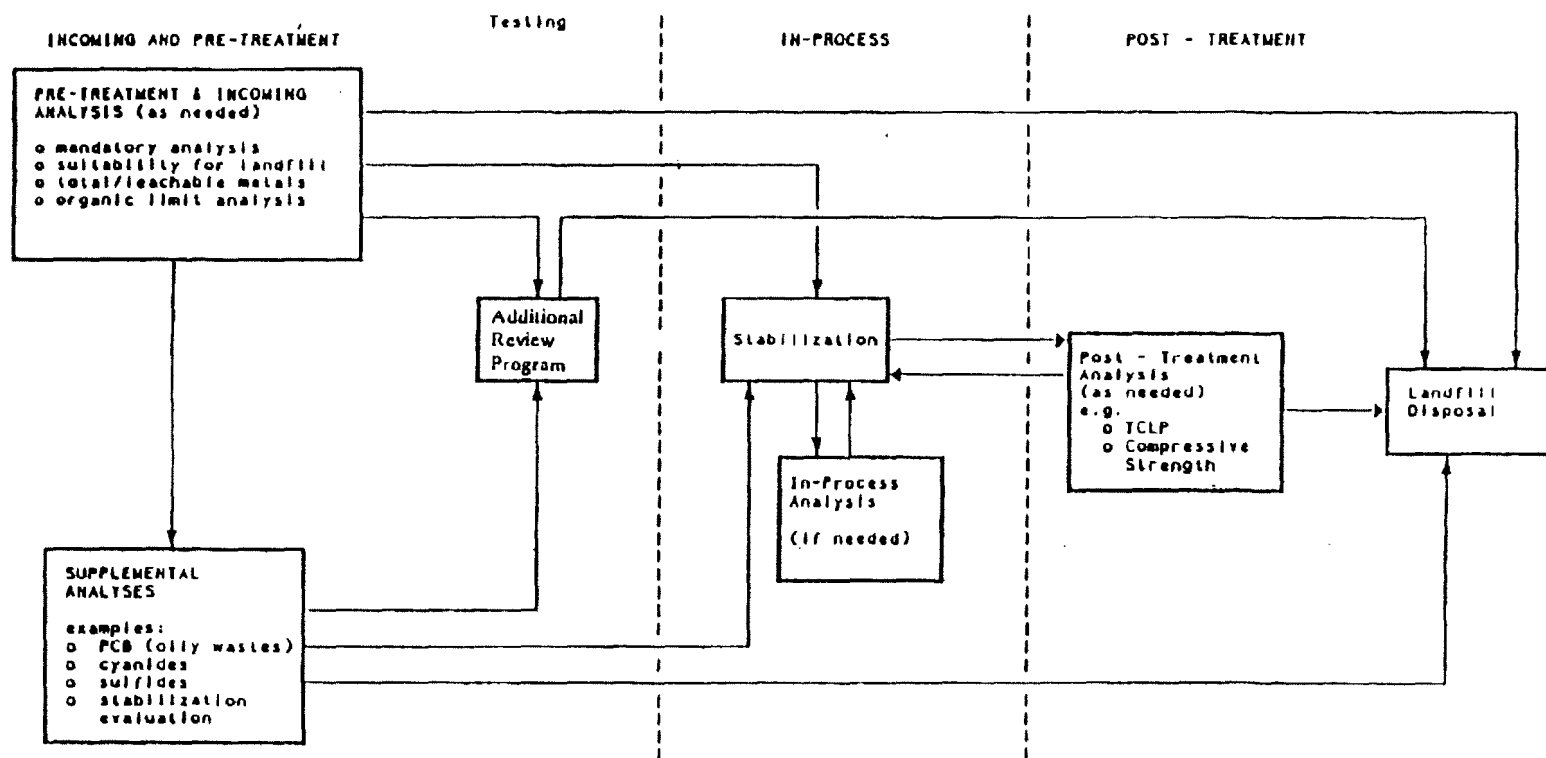 Testing
INCOMING AND PRE-TREATMENT
IN-PROCESS
POST - TREATMENT
PRE-TREATMENT & INCOMING
ANALYSIS (as needed)
o mandatory analysis
o suitability for landfill
o total/leachable metals
o organic limit analysis
Additional
Review
Program
Stabilization
Post - Treatment
Analysis
(as needed)
e.g.
o TCLP
o Compressive
Strength
Landfill
Disposal
In-Process
Analysis
(if needed)
SUPPLEMENTAL
ANALYSES
examples:
o PCB (oily wastes)
o cyanides
o sulfides
o stabilization
evaluation